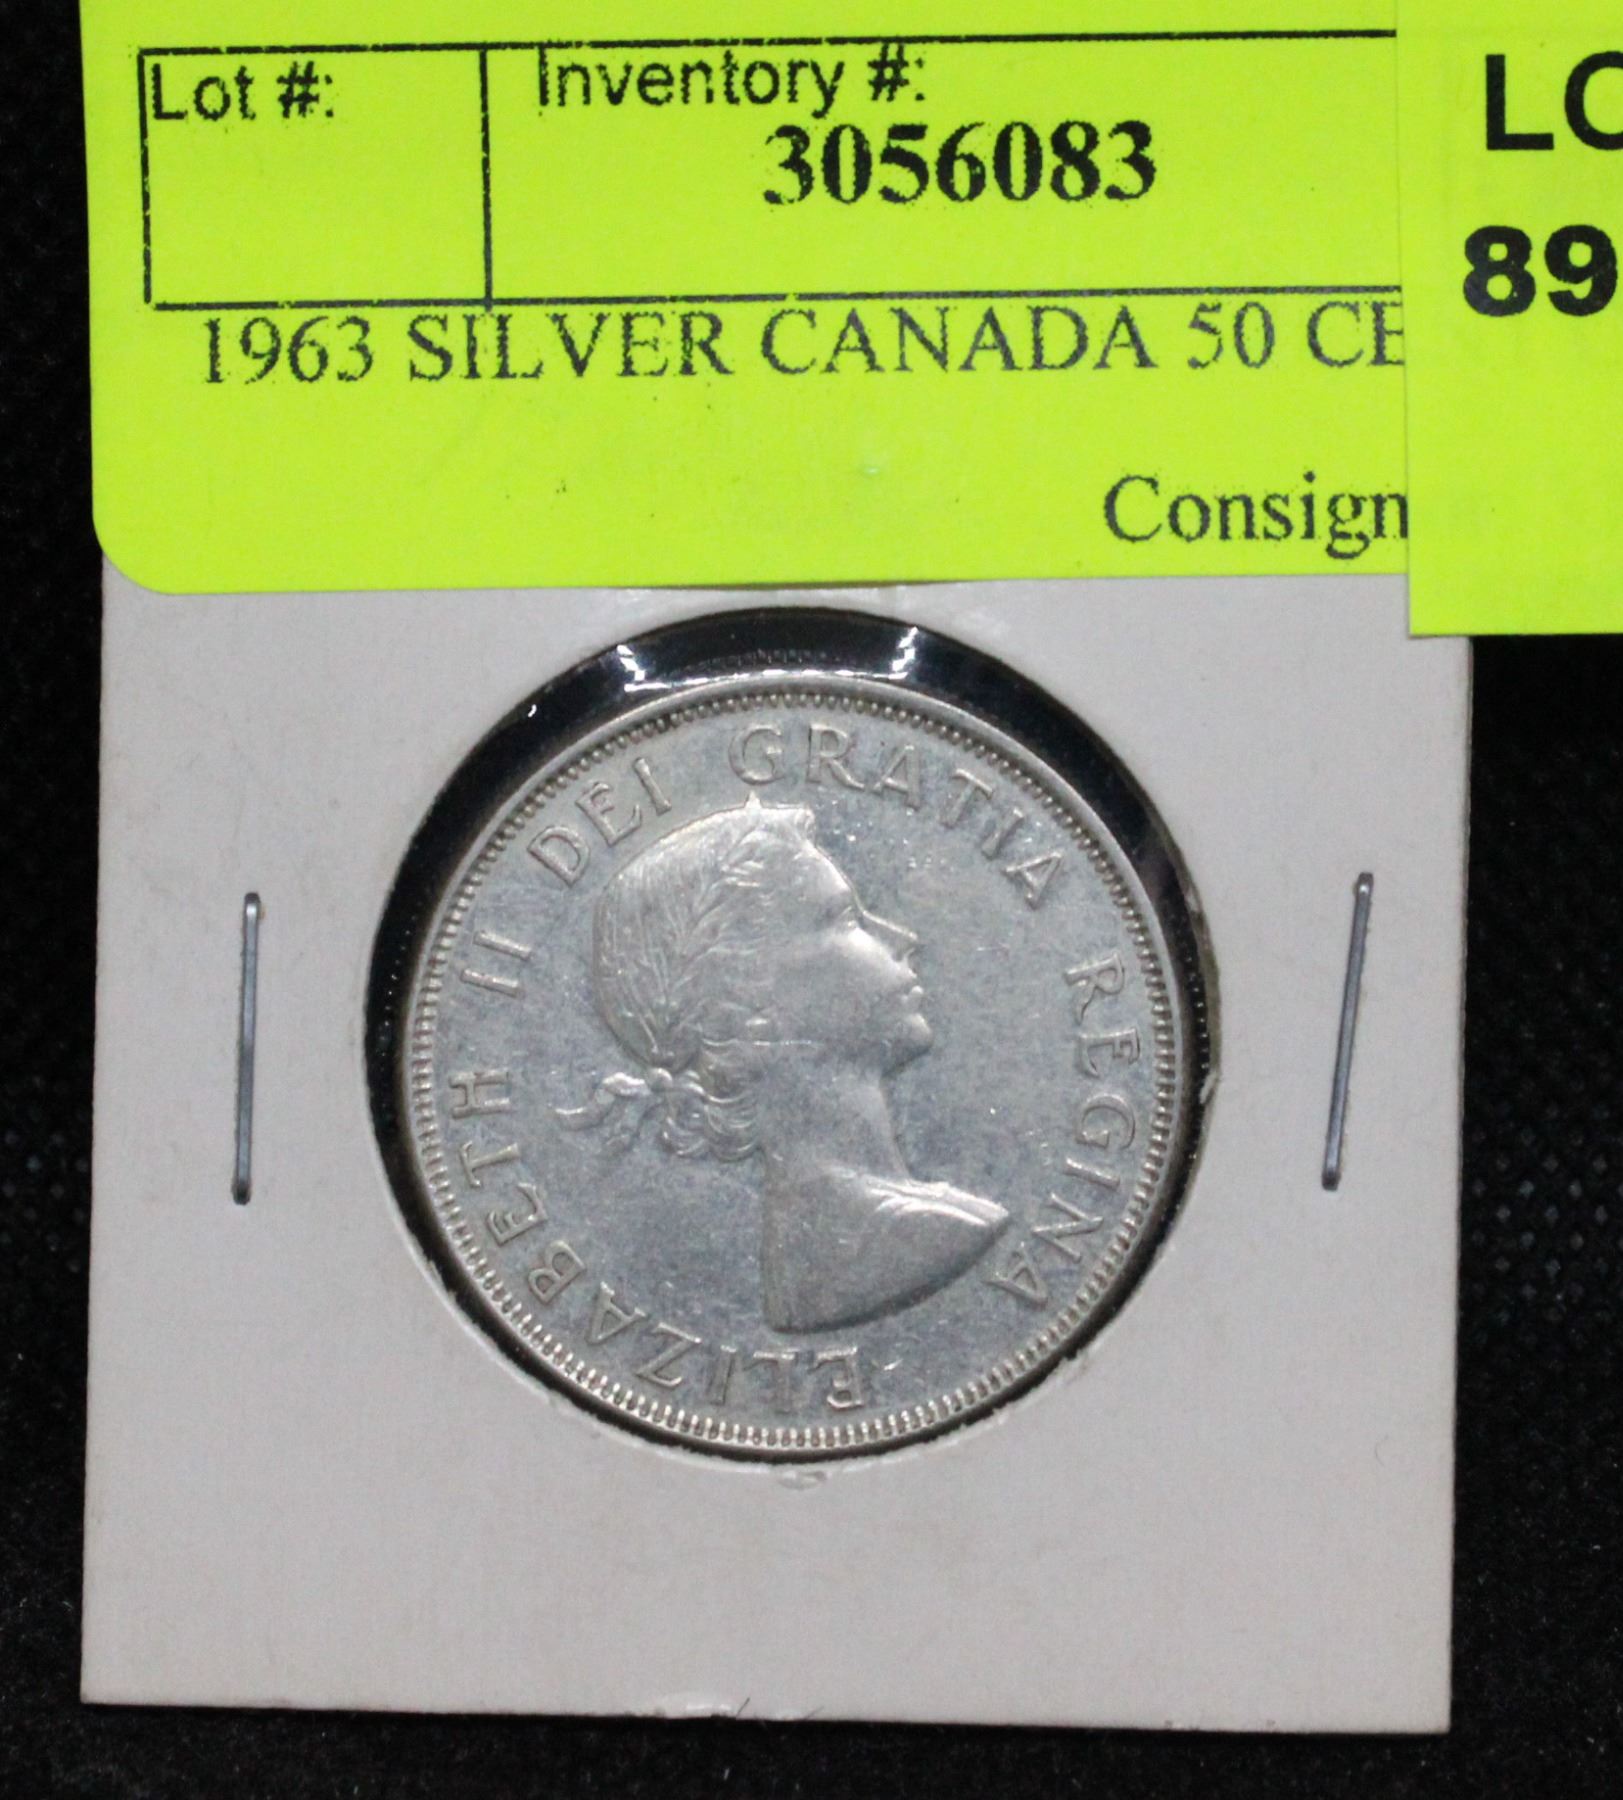 Lot #:
Inventory #:
3056083
LO
89
1963 SILVER CANADA 50 CE
Consign
ELIZABETH II DEI GRATIA REGINA